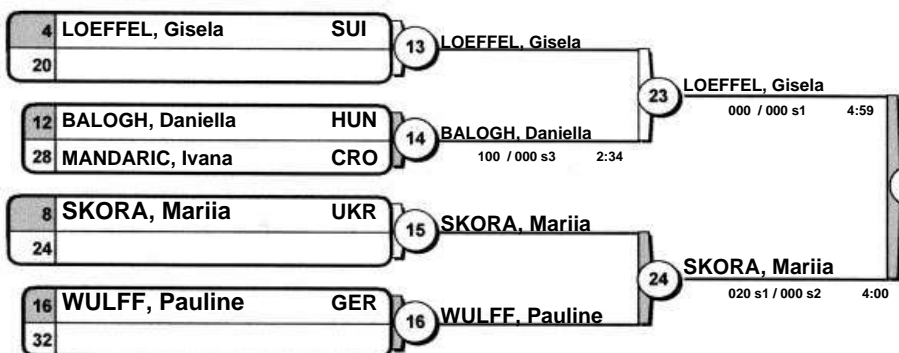 4 LOEFFEL, Gisela SUI
20
13 LOEFFEL, Gisela
23 LOEFFEL, Gisela
000 / 000 s1 4:59
12 BALOGH, Daniella HUN
28 MANDARIC, Ivana CRO
14 BALOGH, Daniella
100 / 000 s3 2:34
8 SKORA, Mariia UKR
24
15 SKORA, Mariia
24 SKORA, Mariia
020 s1 / 000 s2 4:00
16 WULFF, Pauline GER
32
16 WULFF, Pauline